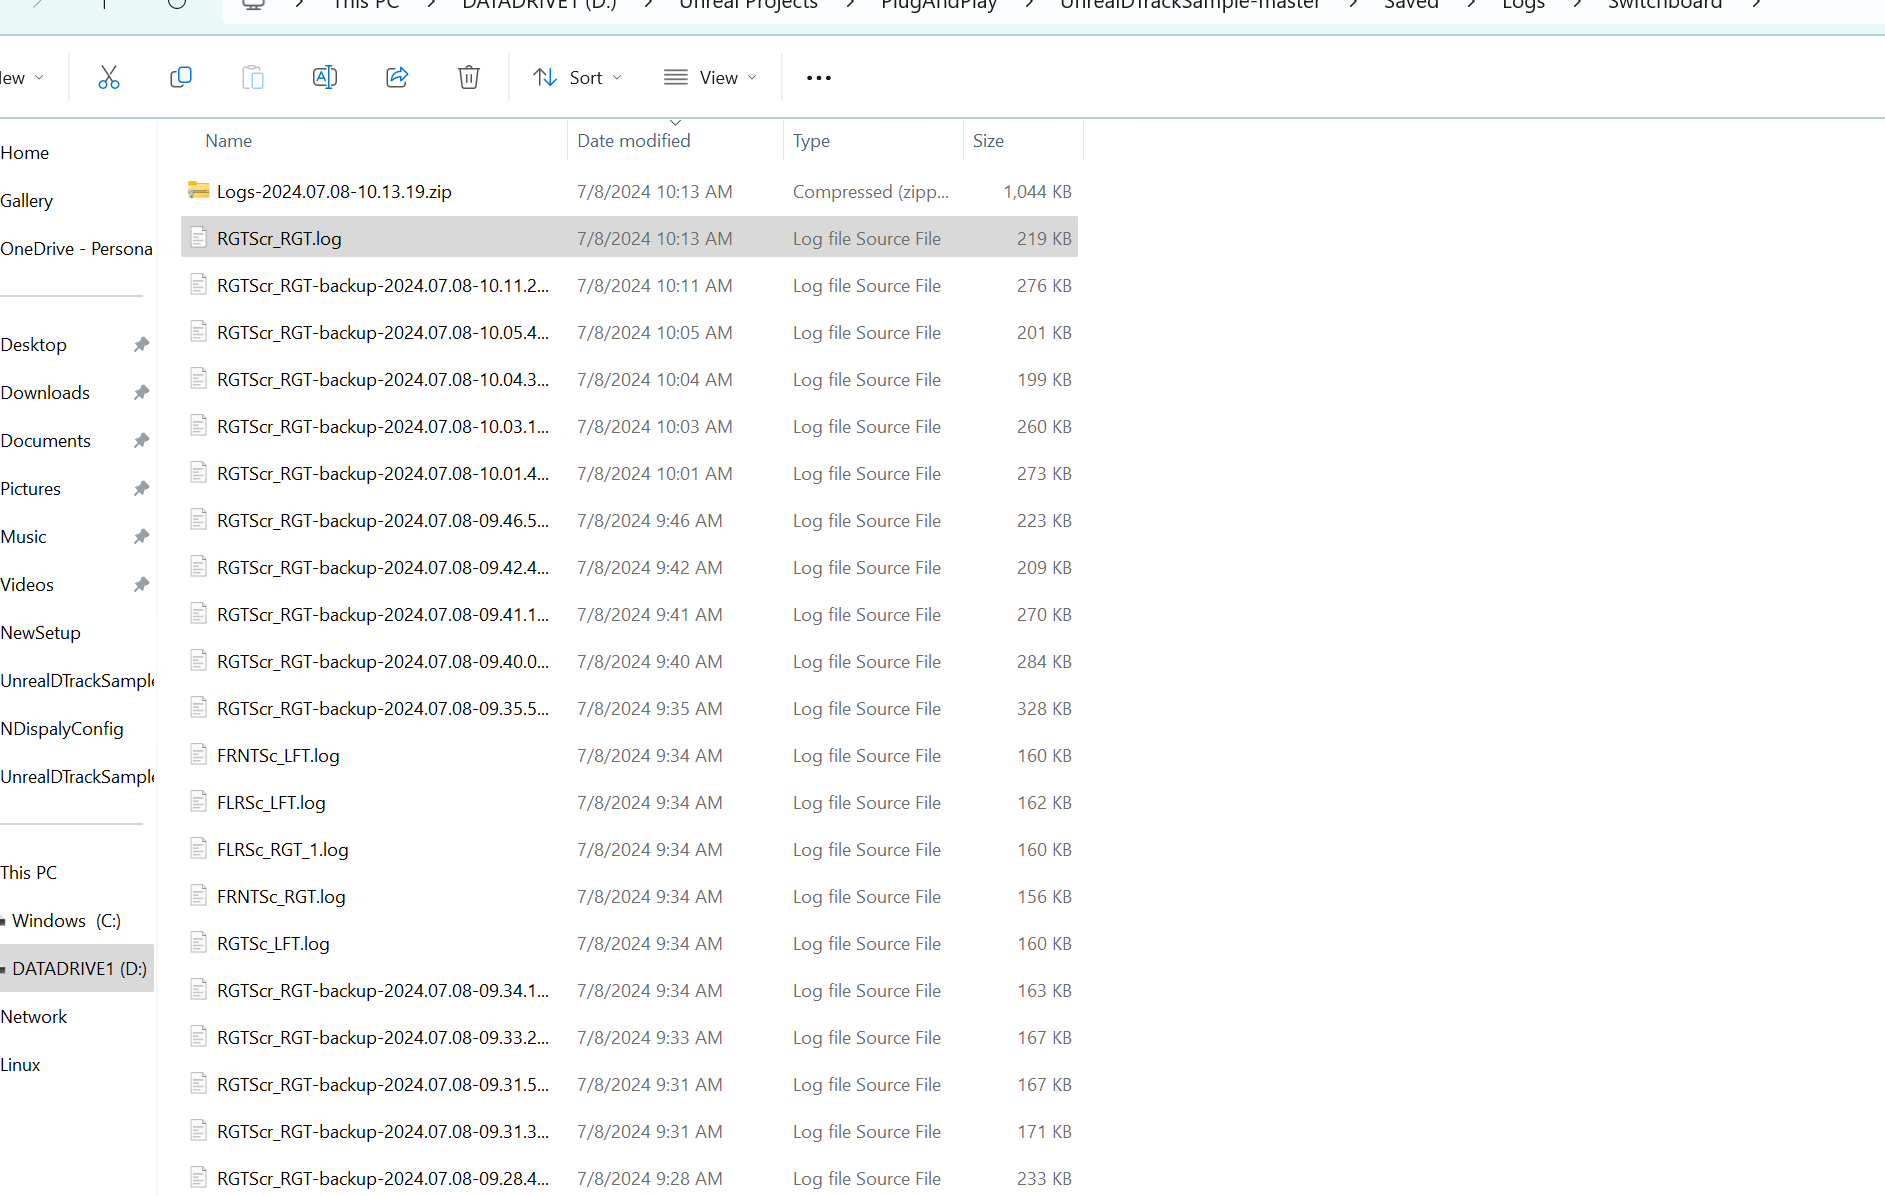 This PC DATADRIVE1 (D:) Unreal Projects PlugAndPlay UnrealDTrackSample-master Saved Logs Switchboard
Sort View
Name Date modified Type Size
Home
Gallery
OneDrive - Persona
Desktop
Downloads
Documents
Pictures
Music
Videos
NewSetup
UnrealDTrackSample
NDispalyConfig
UnrealDTrackSample
This PC
Windows (C:)
DATADRIVE1 (D:)
Network
Linux
Logs-2024.07.08-10.13.19.zip 7/8/2024 10:13 AM Compressed (zipp... 1,044 KB
RGTScr_RGT.log 7/8/2024 10:13 AM Log file Source File 219 KB
RGTScr_RGT-backup-2024.07.08-10.11.2... 7/8/2024 10:11 AM Log file Source File 276 KB
RGTScr_RGT-backup-2024.07.08-10.05.4... 7/8/2024 10:05 AM Log file Source File 201 KB
RGTScr_RGT-backup-2024.07.08-10.04.3... 7/8/2024 10:04 AM Log file Source File 199 KB
RGTScr_RGT-backup-2024.07.08-10.03.1... 7/8/2024 10:03 AM Log file Source File 260 KB
RGTScr_RGT-backup-2024.07.08-10.01.4... 7/8/2024 10:01 AM Log file Source File 273 KB
RGTScr_RGT-backup-2024.07.08-09.46.5... 7/8/2024 9:46 AM Log file Source File 223 KB
RGTScr_RGT-backup-2024.07.08-09.42.4... 7/8/2024 9:42 AM Log file Source File 209 KB
RGTScr_RGT-backup-2024.07.08-09.41.1... 7/8/2024 9:41 AM Log file Source File 270 KB
RGTScr_RGT-backup-2024.07.08-09.40.0... 7/8/2024 9:40 AM Log file Source File 284 KB
RGTScr_RGT-backup-2024.07.08-09.35.5... 7/8/2024 9:35 AM Log file Source File 328 KB
FRNTSc_LFT.log 7/8/2024 9:34 AM Log file Source File 160 KB
FLRSc_LFT.log 7/8/2024 9:34 AM Log file Source File 162 KB
FLRSc_RGT_1.log 7/8/2024 9:34 AM Log file Source File 160 KB
FRNTSc_RGT.log 7/8/2024 9:34 AM Log file Source File 156 KB
RGTSc_LFT.log 7/8/2024 9:34 AM Log file Source File 160 KB
RGTScr_RGT-backup-2024.07.08-09.34.1... 7/8/2024 9:34 AM Log file Source File 163 KB
RGTScr_RGT-backup-2024.07.08-09.33.2... 7/8/2024 9:33 AM Log file Source File 167 KB
RGTScr_RGT-backup-2024.07.08-09.31.5... 7/8/2024 9:31 AM Log file Source File 167 KB
RGTScr_RGT-backup-2024.07.08-09.31.3... 7/8/2024 9:31 AM Log file Source File 171 KB
RGTScr_RGT-backup-2024.07.08-09.28.4... 7/8/2024 9:28 AM Log file Source File 233 KB